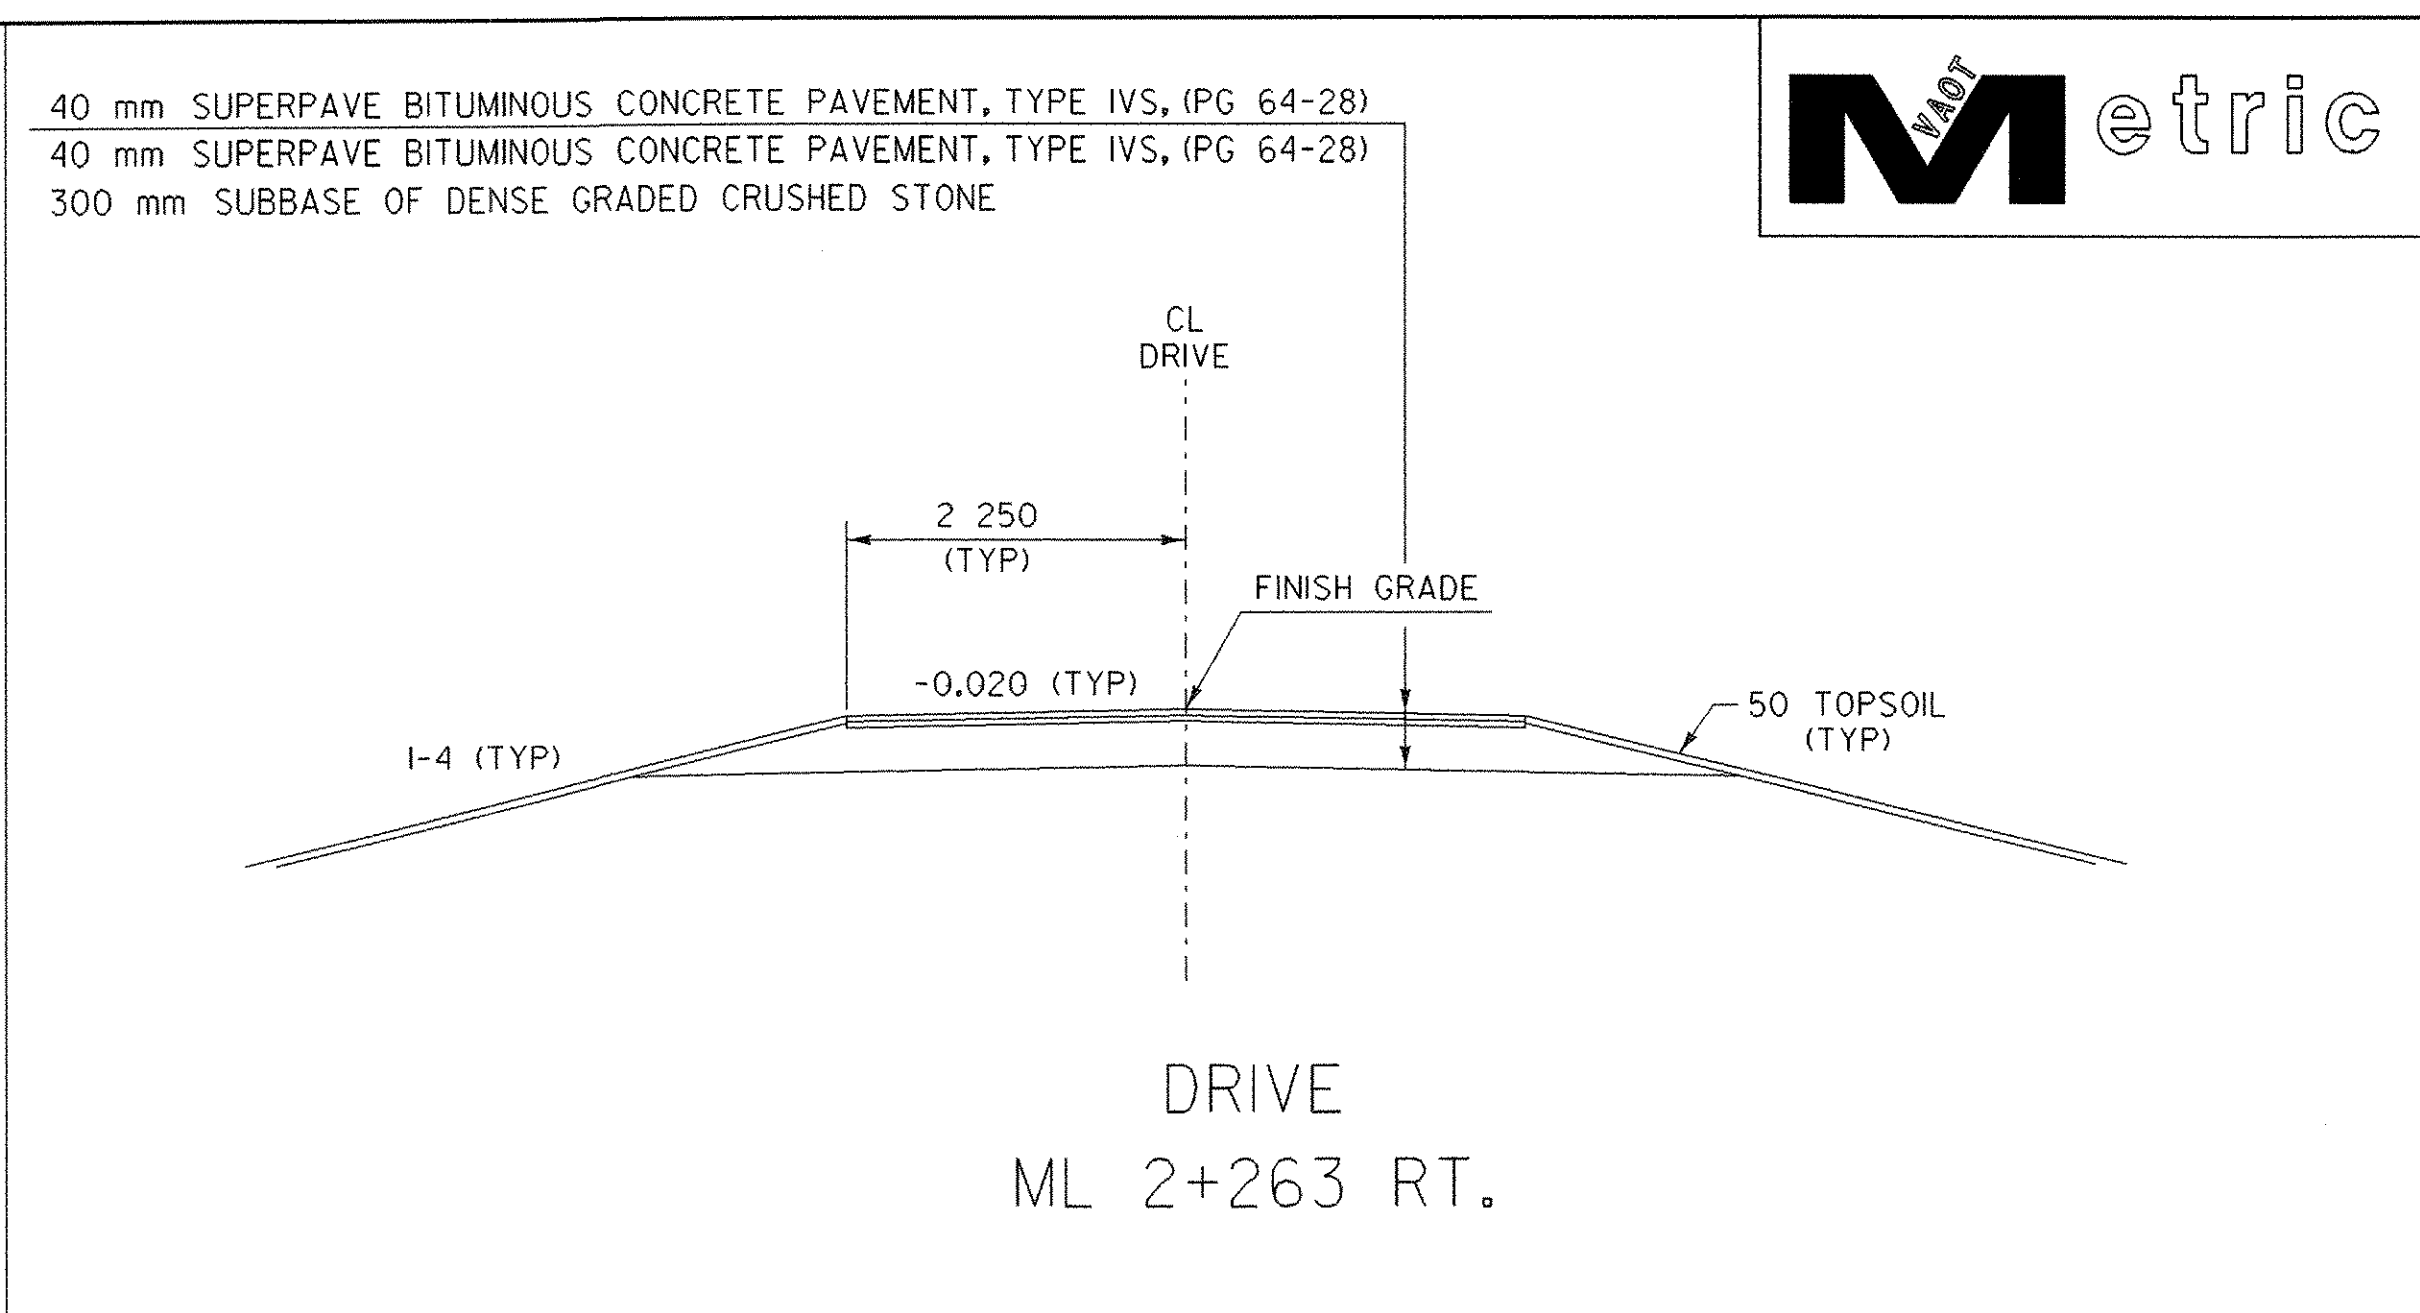 40 mm SUPERPAVE BITUMINOUS CONCRETE PAVEMENT, TYPE IVS, (PG 64-28)
40 mm SUPERPAVE BITUMINOUS CONCRETE PAVEMENT, TYPE IVS, (PG 64-28)
300 mm SUBBASE OF DENSE GRADED CRUSHED STONE
Metric
VAOT
CL
DRIVE
2 250
(TYP)
FINISH GRADE
-0.020 (TYP)
50 TOPSOIL
(TYP)
1-4 (TYP)
DRIVE
ML 2+263 RT.